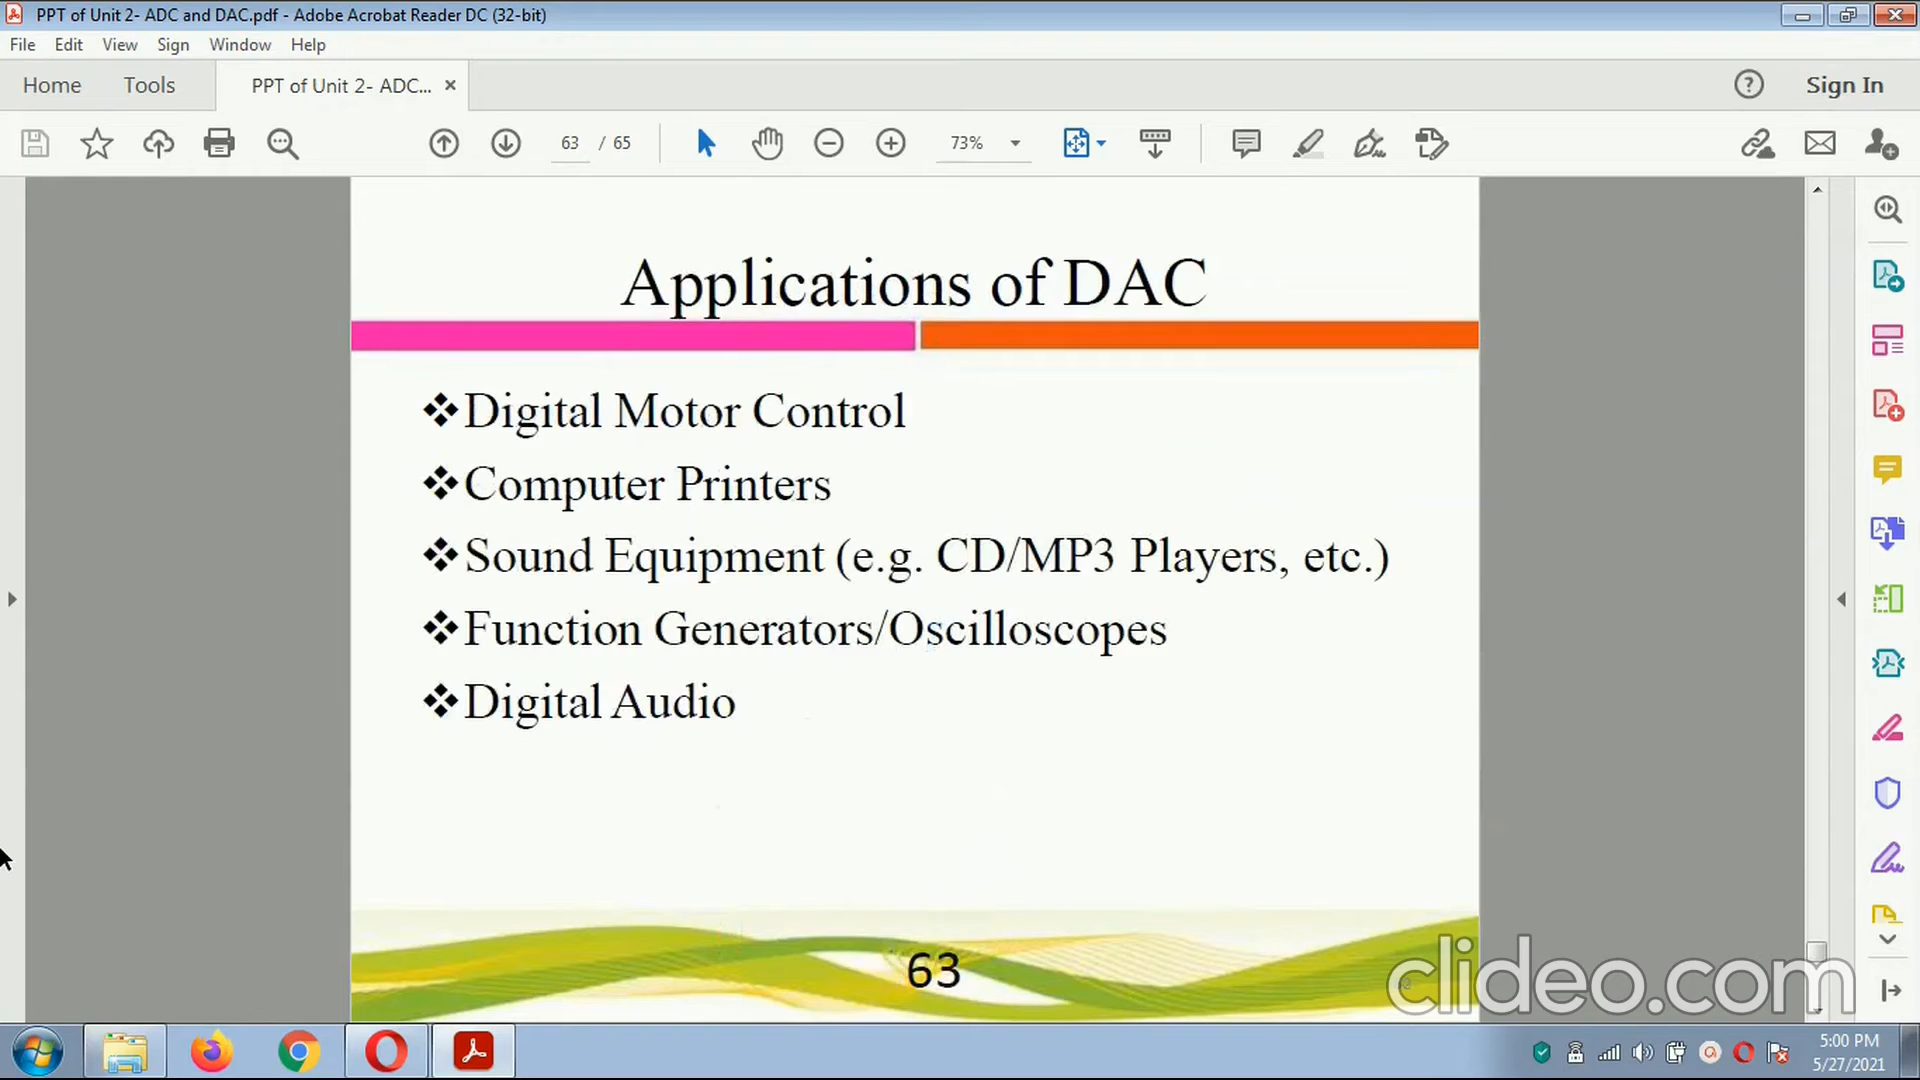 PPT of Unit 2- ADC and DAC.pdf - Adobe Acrobat Reader DC (32-bit)
File Edit View Sign Window Help
Home Tools PPT of Unit 2- ADC... × Sign In
63 / 65 73%
Applications of DAC
❖Digital Motor Control
❖Computer Printers
❖Sound Equipment (e.g. CD/MP3 Players, etc.)
❖Function Generators/Oscilloscopes
❖Digital Audio
63
clideo.com
5:00 PM
5/27/2021